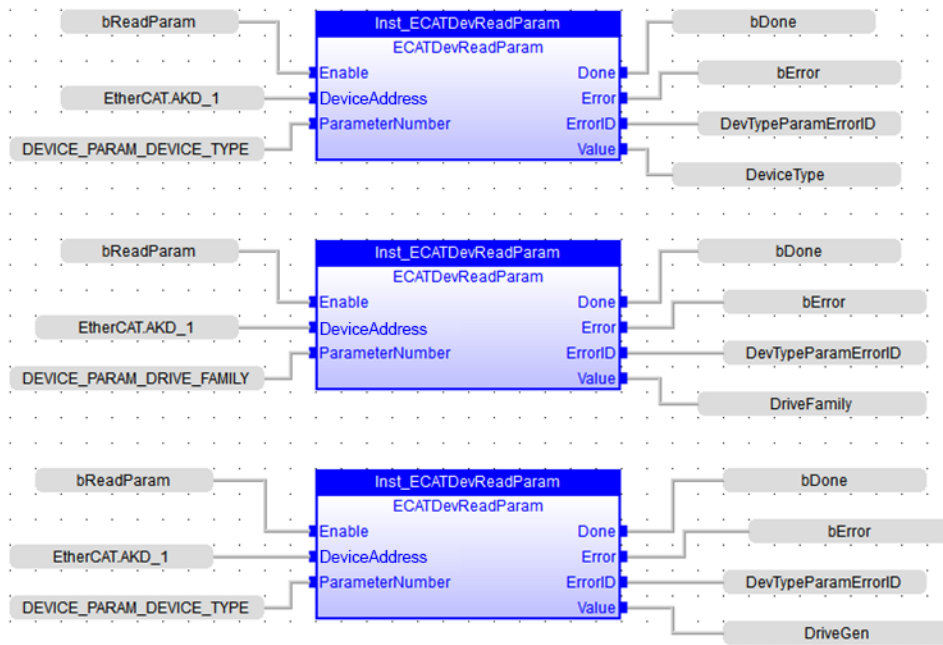 bReadParam
Inst_ECATDevReadParam
bDone
ECATDevReadParam
Enable
Done
bError
EtherCAT.AKD_1
DeviceAddress
Error
ParameterNumber
ErrorID
DevTypeParamErrorID
DEVICE_PARAM_DEVICE_TYPE
Value
DeviceType
bReadParam
Inst_ECATDevReadParam
bDone
ECATDevReadParam
Enable
Done
bError
EtherCAT.AKD_1
DeviceAddress
Error
ParameterNumber
ErrorID
DevTypeParamErrorID
DEVICE_PARAM_DRIVE_FAMILY
Value
DriveFamily
bReadParam
Inst_ECATDevReadParam
bDone
ECATDevReadParam
Enable
Done
bError
EtherCAT.AKD_1
DeviceAddress
Error
ParameterNumber
ErrorID
DevTypeParamErrorID
DEVICE_PARAM_DEVICE_TYPE
Value
DriveGen